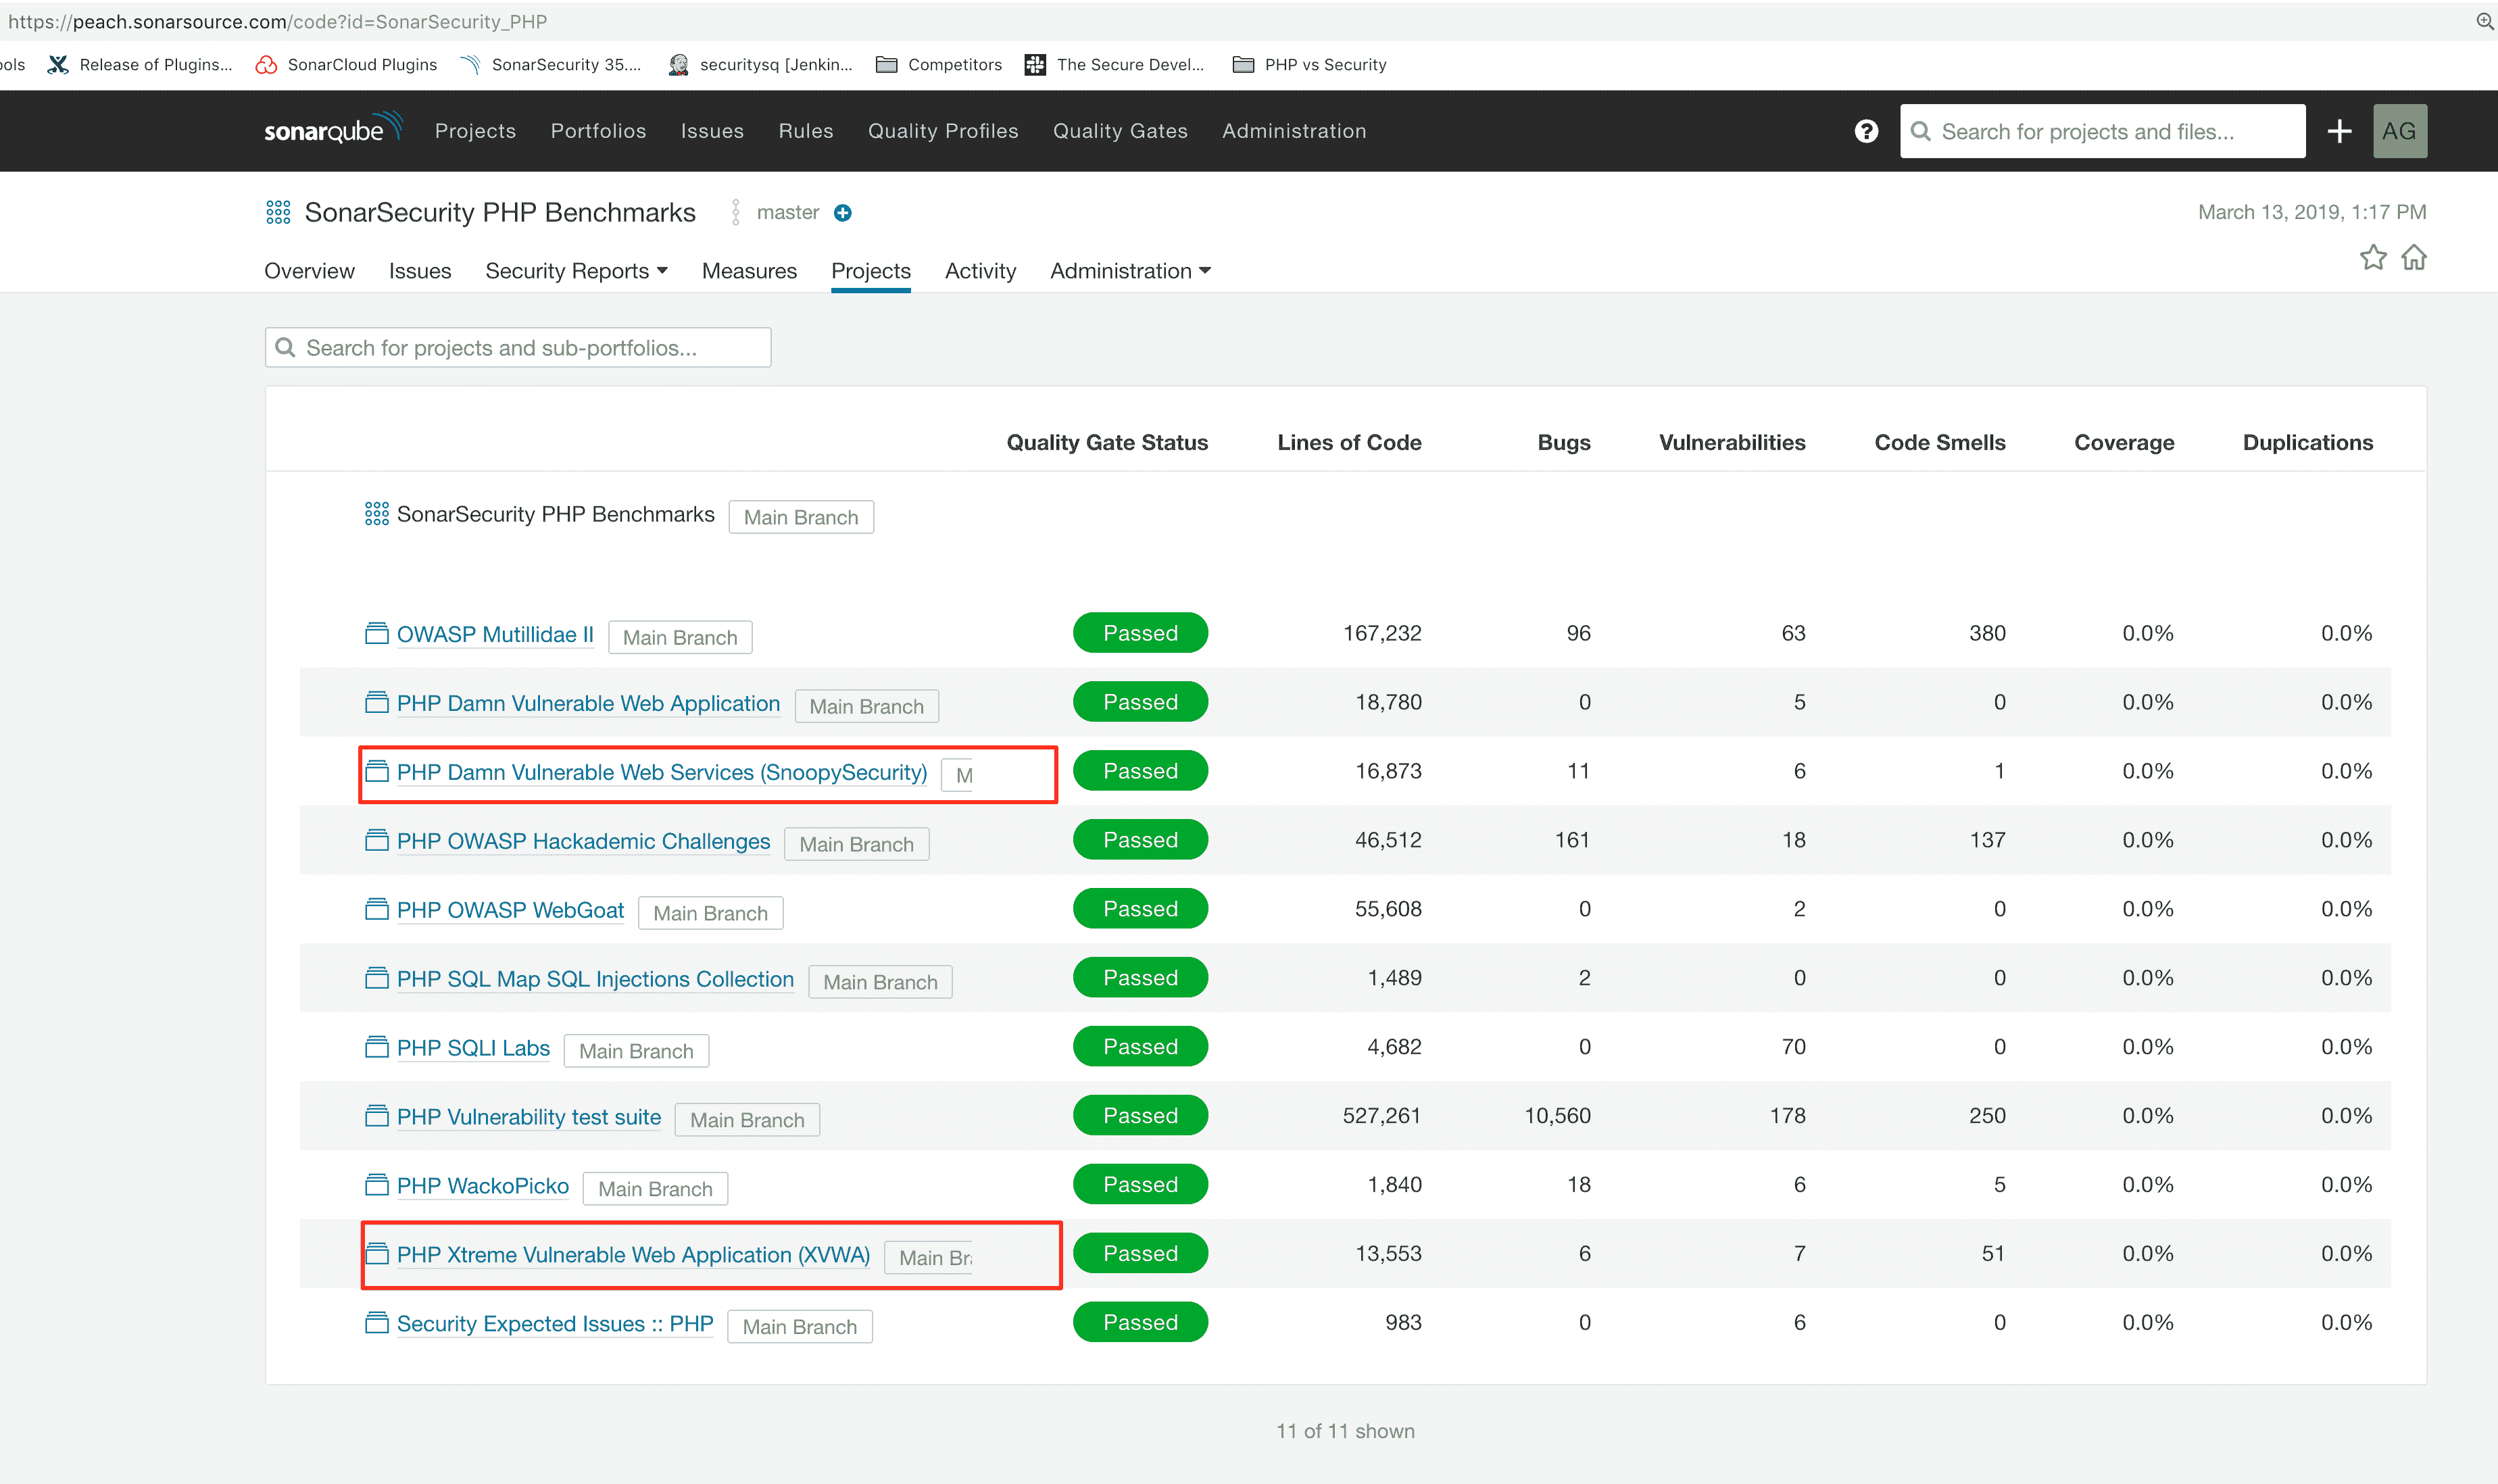 https://peach.sonarsource.com/code?id=SonarSecurity_PHP
ools Release of Plugins... SonarCloud Plugins SonarSecurity 35.... securitysq [Jenkin... Competitors The Secure Devel... PHP vs Security
sonarqube Projects Portfolios Issues Rules Quality Profiles Quality Gates Administration ? Search for projects and files... + AG
SonarSecurity PHP Benchmarks master March 13, 2019, 1:17 PM
Overview Issues Security Reports Measures Projects Activity Administration
Search for projects and sub-portfolios...
Quality Gate Status Lines of Code Bugs Vulnerabilities Code Smells Coverage Duplications
SonarSecurity PHP Benchmarks Main Branch
OWASP Mutillidae II Main Branch Passed 167,232 96 63 380 0.0% 0.0%
PHP Damn Vulnerable Web Application Main Branch Passed 18,780 0 5 0 0.0% 0.0%
PHP Damn Vulnerable Web Services (SnoopySecurity) M Passed 16,873 11 6 1 0.0% 0.0%
PHP OWASP Hackademic Challenges Main Branch Passed 46,512 161 18 137 0.0% 0.0%
PHP OWASP WebGoat Main Branch Passed 55,608 0 2 0 0.0% 0.0%
PHP SQL Map SQL Injections Collection Main Branch Passed 1,489 2 0 0 0.0% 0.0%
PHP SQLI Labs Main Branch Passed 4,682 0 70 0 0.0% 0.0%
PHP Vulnerability test suite Main Branch Passed 527,261 10,560 178 250 0.0% 0.0%
PHP WackoPicko Main Branch Passed 1,840 18 6 5 0.0% 0.0%
PHP Xtreme Vulnerable Web Application (XVWA) Main Bra Passed 13,553 6 7 51 0.0% 0.0%
Security Expected Issues :: PHP Main Branch Passed 983 0 6 0 0.0% 0.0%
11 of 11 shown